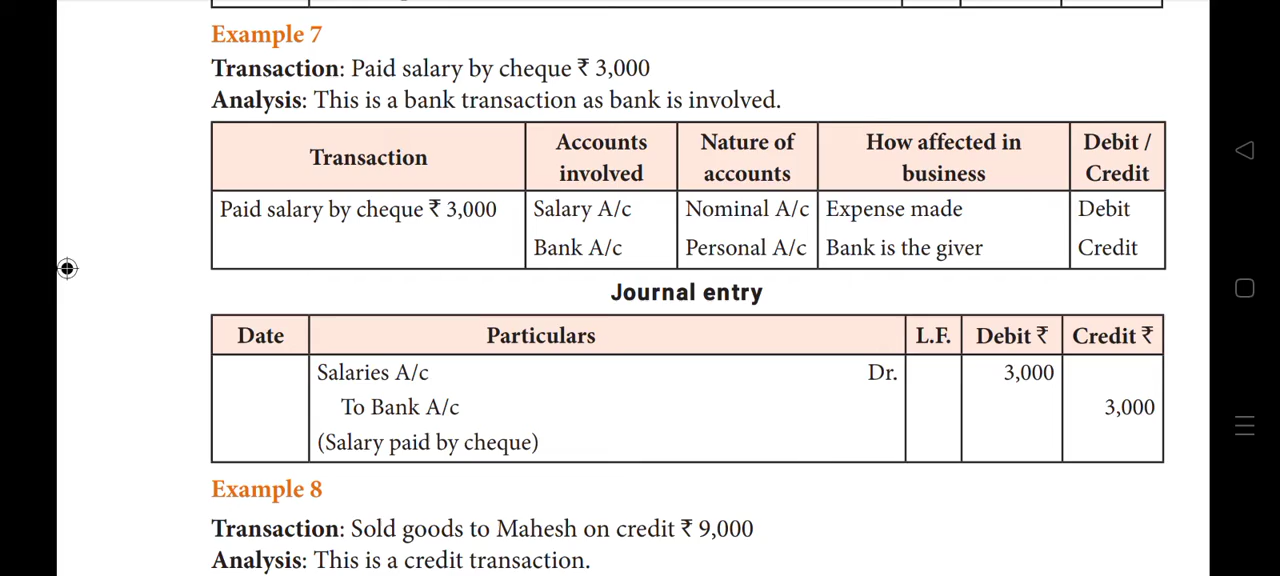 Example 7
Transaction: Paid salary by cheque ₹ 3,000
Analysis: This is a bank transaction as bank is involved.
Transaction Accounts involved Nature of accounts How affected in business Debit / Credit
Paid salary by cheque ₹ 3,000 Salary A/c Nominal A/c Expense made Debit
Bank A/c Personal A/c Bank is the giver Credit
Journal entry
Date Particulars L.F. Debit ₹ Credit ₹
Salaries A/c Dr. 3,000
To Bank A/c 3,000
(Salary paid by cheque)
Example 8
Transaction: Sold goods to Mahesh on credit ₹ 9,000
Analysis: This is a credit transaction.